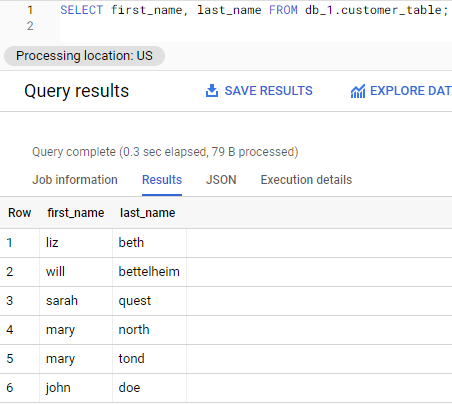 1 SELECT first_name, last_name FROM db_1.customer_table;
2
Processing location: US
Query results SAVE RESULTS EXPLORE DAT
Query complete (0.3 sec elapsed, 79 B processed)
Job information Results JSON Execution details
Row first_name last_name
1 liz beth
2 will bettelheim
3 sarah quest
4 mary north
5 mary tond
6 john doe